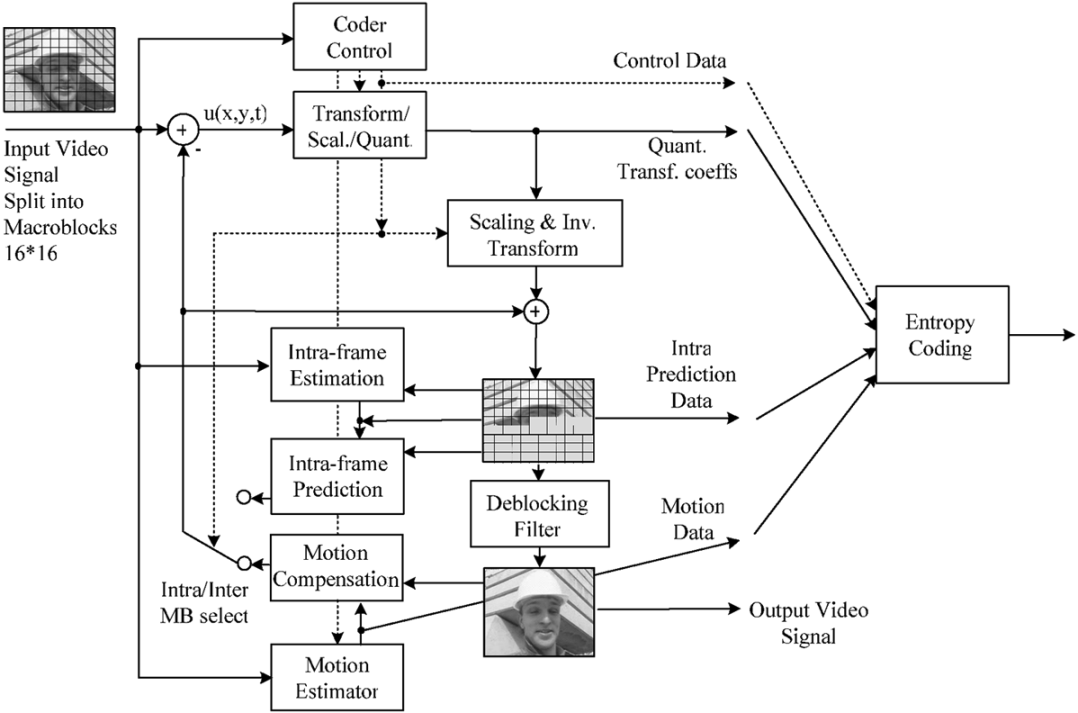 Coder
Control
Control Data
u(x,y,t)
+
-
Transform/
Scal./Quant.
Quant.
Transf. coeffs
Input Video
Signal
Split into
Macroblocks
16*16
Scaling & Inv.
Transform
+
Entropy
Coding
Intra-frame
Estimation
Intra
Prediction
Data
Intra-frame
Prediction
Deblocking
Filter
Motion
Data
Motion
Compensation
Intra/Inter
MB select
Output Video
Signal
Motion
Estimator